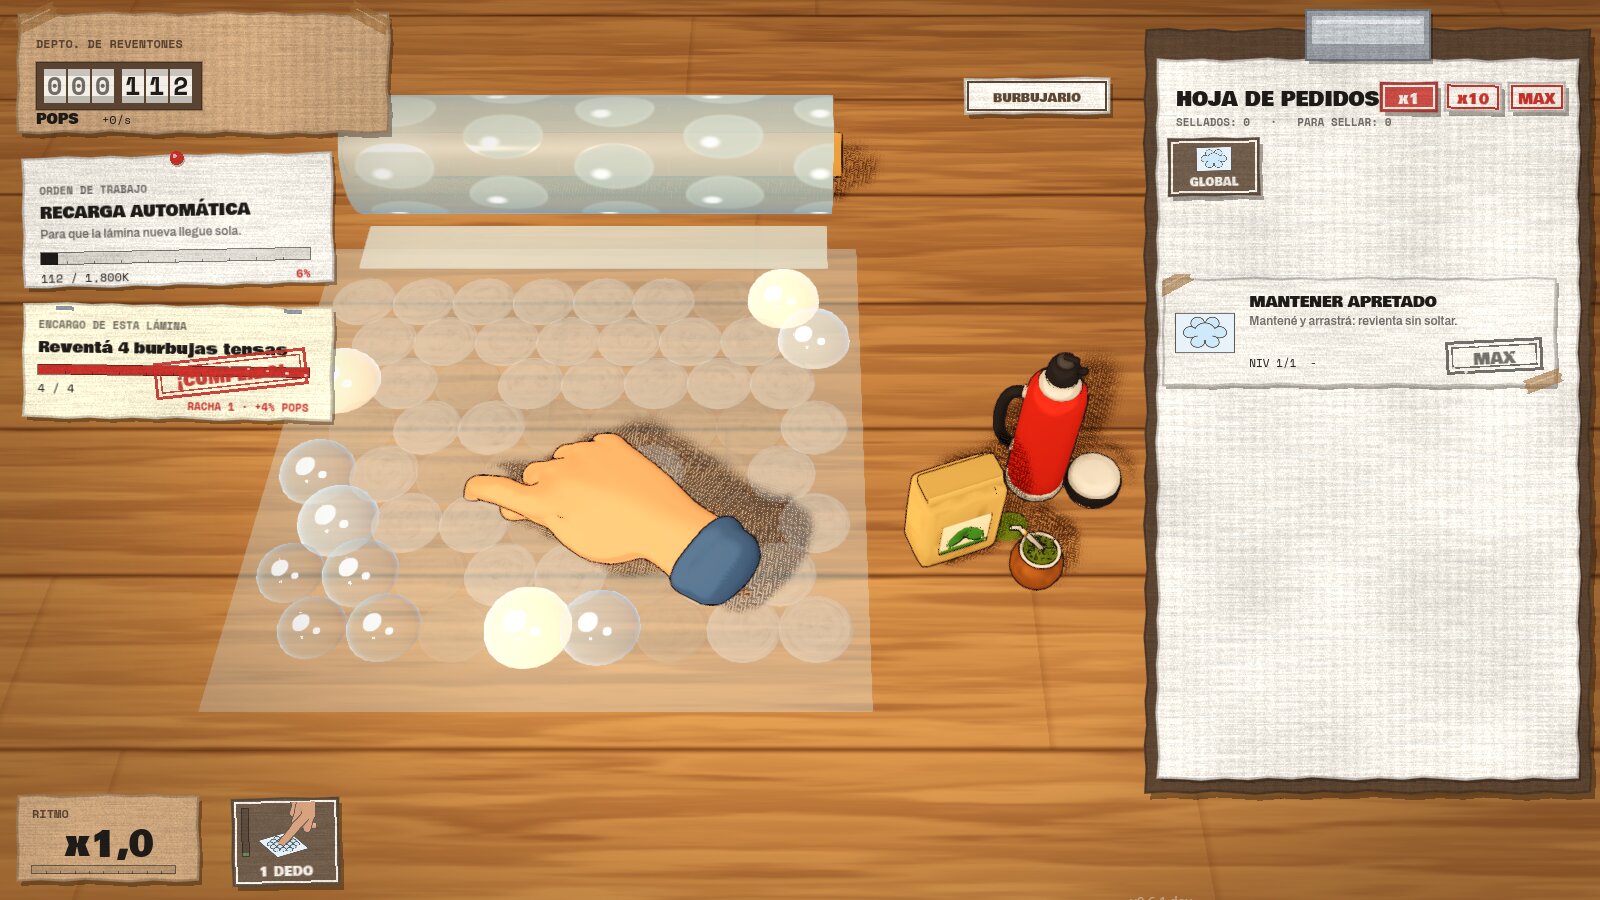 DEPTO. DE REVENTONES
000112
POPS +0/s
ORDEN DE TRABAJO
RECARGA AUTOMÁTICA
Para que la lámina nueva llegue sola.
112 / 1.800K 6%
ENCARGO DE ESTA LÁMINA
Reventá 4 burbujas tensas
4 / 4
RACHA 1 · +4% POPS
BURBUJARIO
HOJA DE PEDIDOS x1 x10 MAX
SELLADOS: 0 · PARA SELLAR: 0
GLOBAL
MANTENER APRETADO
Mantené y arrastrá: revienta sin soltar.
NIV 1/1 -
MAX
RITMO
x1,0
1 DEDO